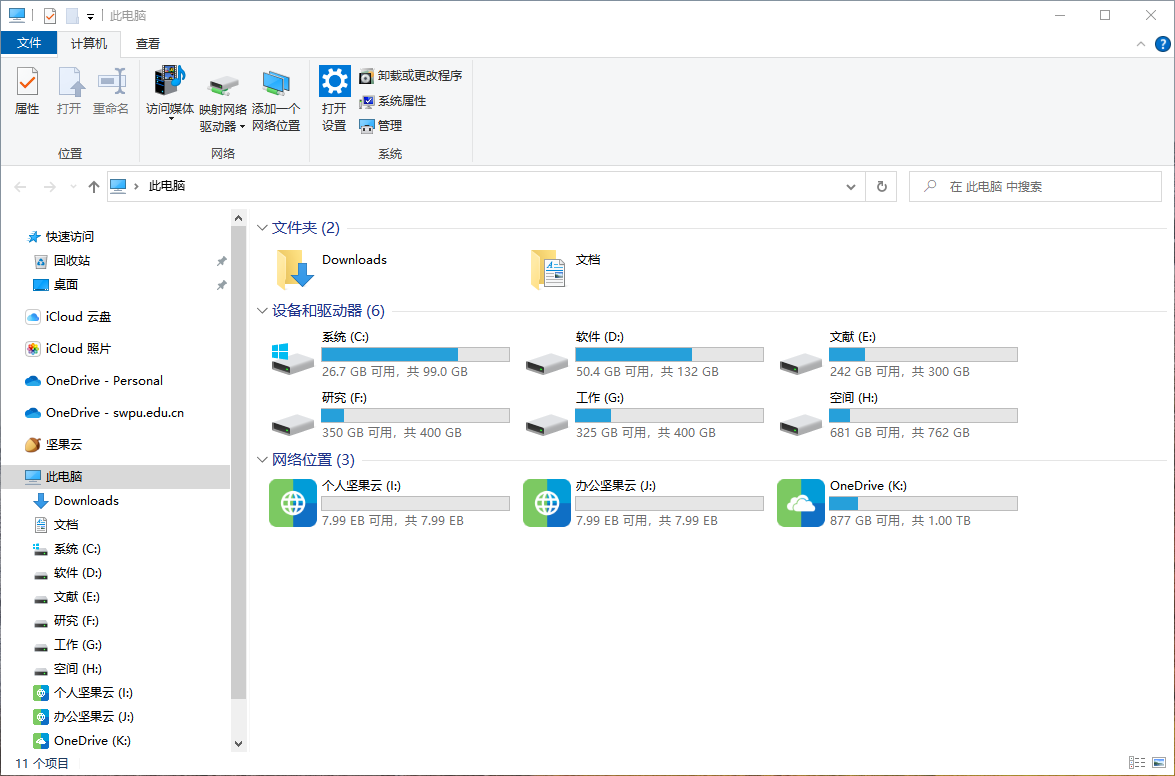 此电脑
文件
计算机
查看
属性
打开
重命名
位置
访问媒体
映射网络
驱动器
添加一个
网络位置
网络
打开
设置
卸载或更改程序
系统属性
管理
系统
此电脑
在 此电脑 中搜索
快速访问
回收站
桌面
iCloud 云盘
iCloud 照片
OneDrive - Personal
OneDrive - swpu.edu.cn
坚果云
此电脑
Downloads
文档
系统 (C:)
软件 (D:)
文献 (E:)
研究 (F:)
工作 (G:)
空间 (H:)
个人坚果云 (I:)
办公坚果云 (J:)
OneDrive (K:)
文件夹 (2)
Downloads
文档
设备和驱动器 (6)
系统 (C:)
26.7 GB 可用，共 99.0 GB
软件 (D:)
50.4 GB 可用，共 132 GB
文献 (E:)
242 GB 可用，共 300 GB
研究 (F:)
350 GB 可用，共 400 GB
工作 (G:)
325 GB 可用，共 400 GB
空间 (H:)
681 GB 可用，共 762 GB
网络位置 (3)
个人坚果云 (I:)
7.99 EB 可用，共 7.99 EB
办公坚果云 (J:)
7.99 EB 可用，共 7.99 EB
OneDrive (K:)
877 GB 可用，共 1.00 TB
11 个项目